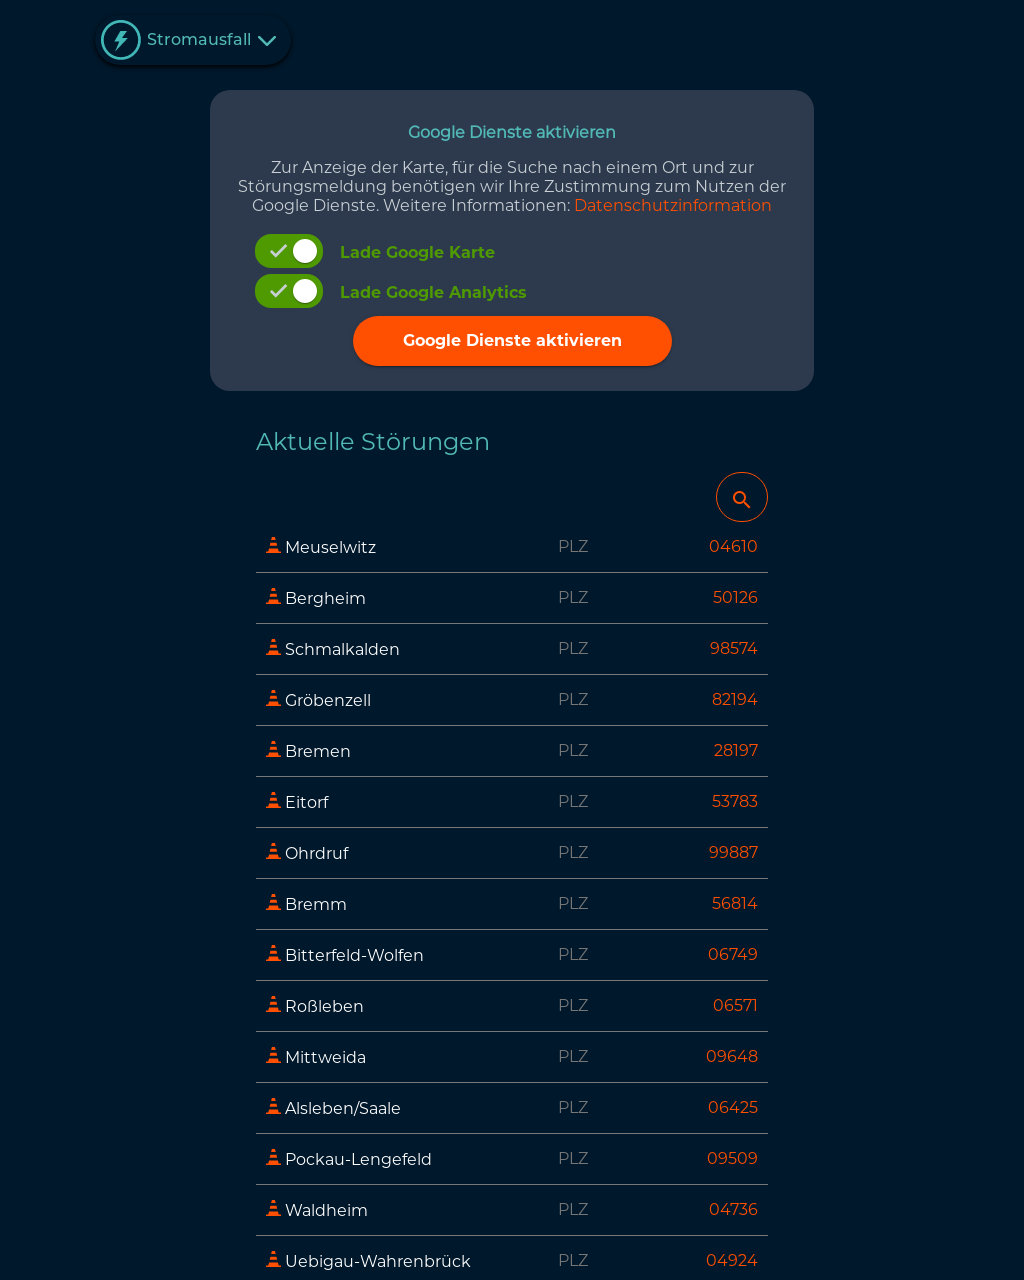 Stromausfall
Google Dienste aktivieren
Zur Anzeige der Karte, für die Suche nach einem Ort und zur
Störungsmeldung benötigen wir Ihre Zustimmung zum Nutzen der
Google Dienste. Weitere Informationen: Datenschutzinformation
Lade Google Karte
Lade Google Analytics
Google Dienste aktivieren
Aktuelle Störungen
Meuselwitz PLZ 04610
Bergheim PLZ 50126
Schmalkalden PLZ 98574
Gröbenzell PLZ 82194
Bremen PLZ 28197
Eitorf PLZ 53783
Ohrdruf PLZ 99887
Bremm PLZ 56814
Bitterfeld-Wolfen PLZ 06749
Roßleben PLZ 06571
Mittweida PLZ 09648
Alsleben/Saale PLZ 06425
Pockau-Lengefeld PLZ 09509
Waldheim PLZ 04736
Uebigau-Wahrenbrück PLZ 04924